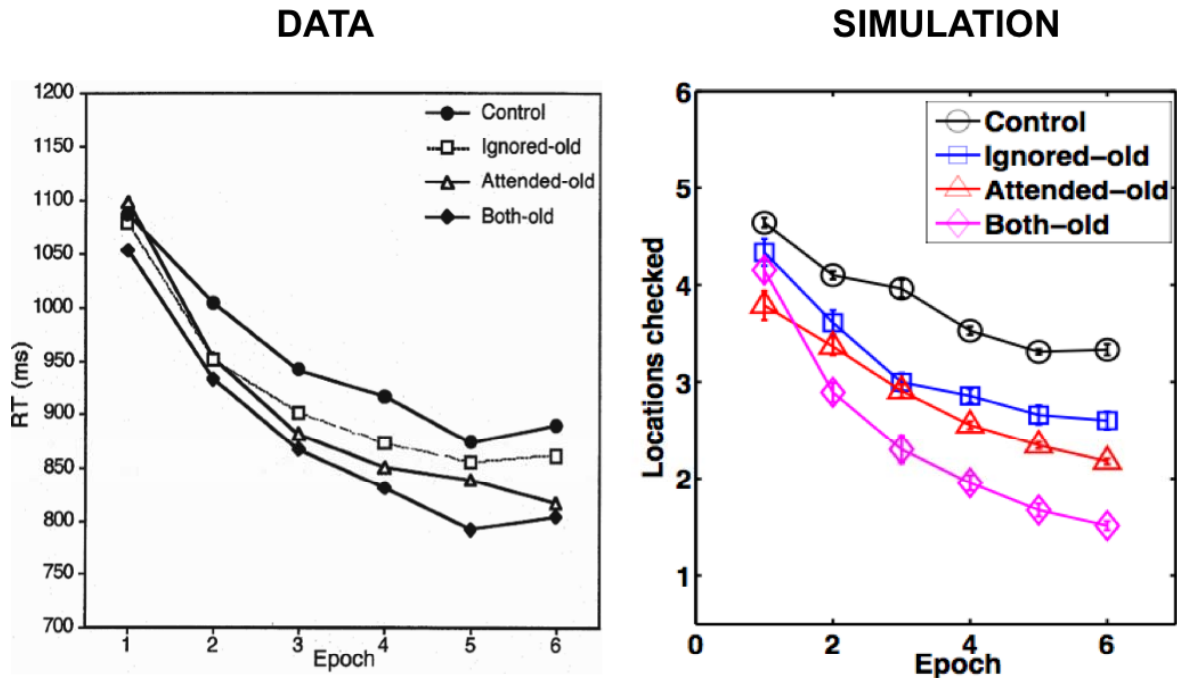 DATA
1200
1150
1100
1050
1000
950
900
850
800
750
700
RT (ms)
1 2 3 4 5 6
Epoch
Control
Ignored-old
Attended-old
Both-old
SIMULATION
6
5
4
3
2
1
Locations checked
0 2 4 6
Epoch
Control
Ignored-old
Attended-old
Both-old